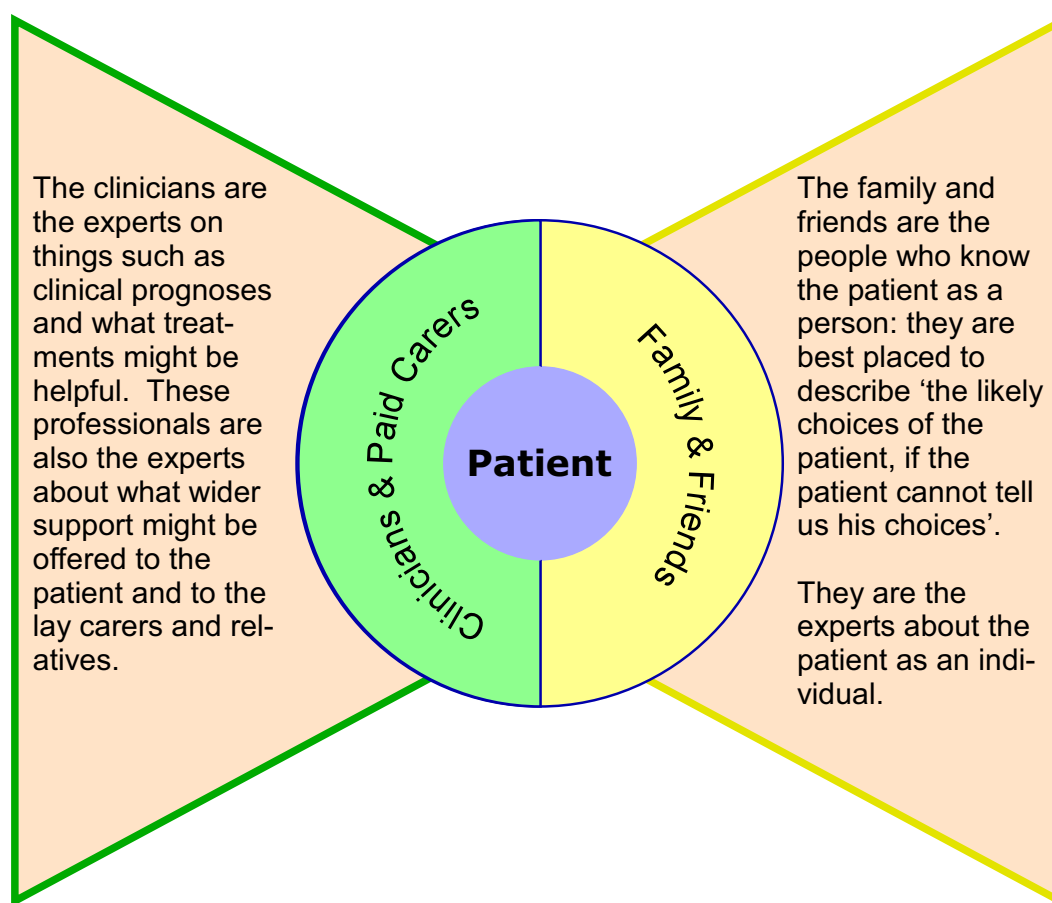 The clinicians are
the experts on
things such as
clinical prognoses
and what treat-
ments might be
helpful.  These
professionals are
also the experts
about what wider
support might be
offered to the
patient and to the
lay carers and rel-
atives.
Clinicians & Paid Carers
Patient
Family & Friends
The family and
friends are the
people who know
the patient as a
person: they are
best placed to
describe ‘the likely
choices of the
patient, if the
patient cannot tell
us his choices’.
They are the
experts about the
patient as an indi-
vidual.